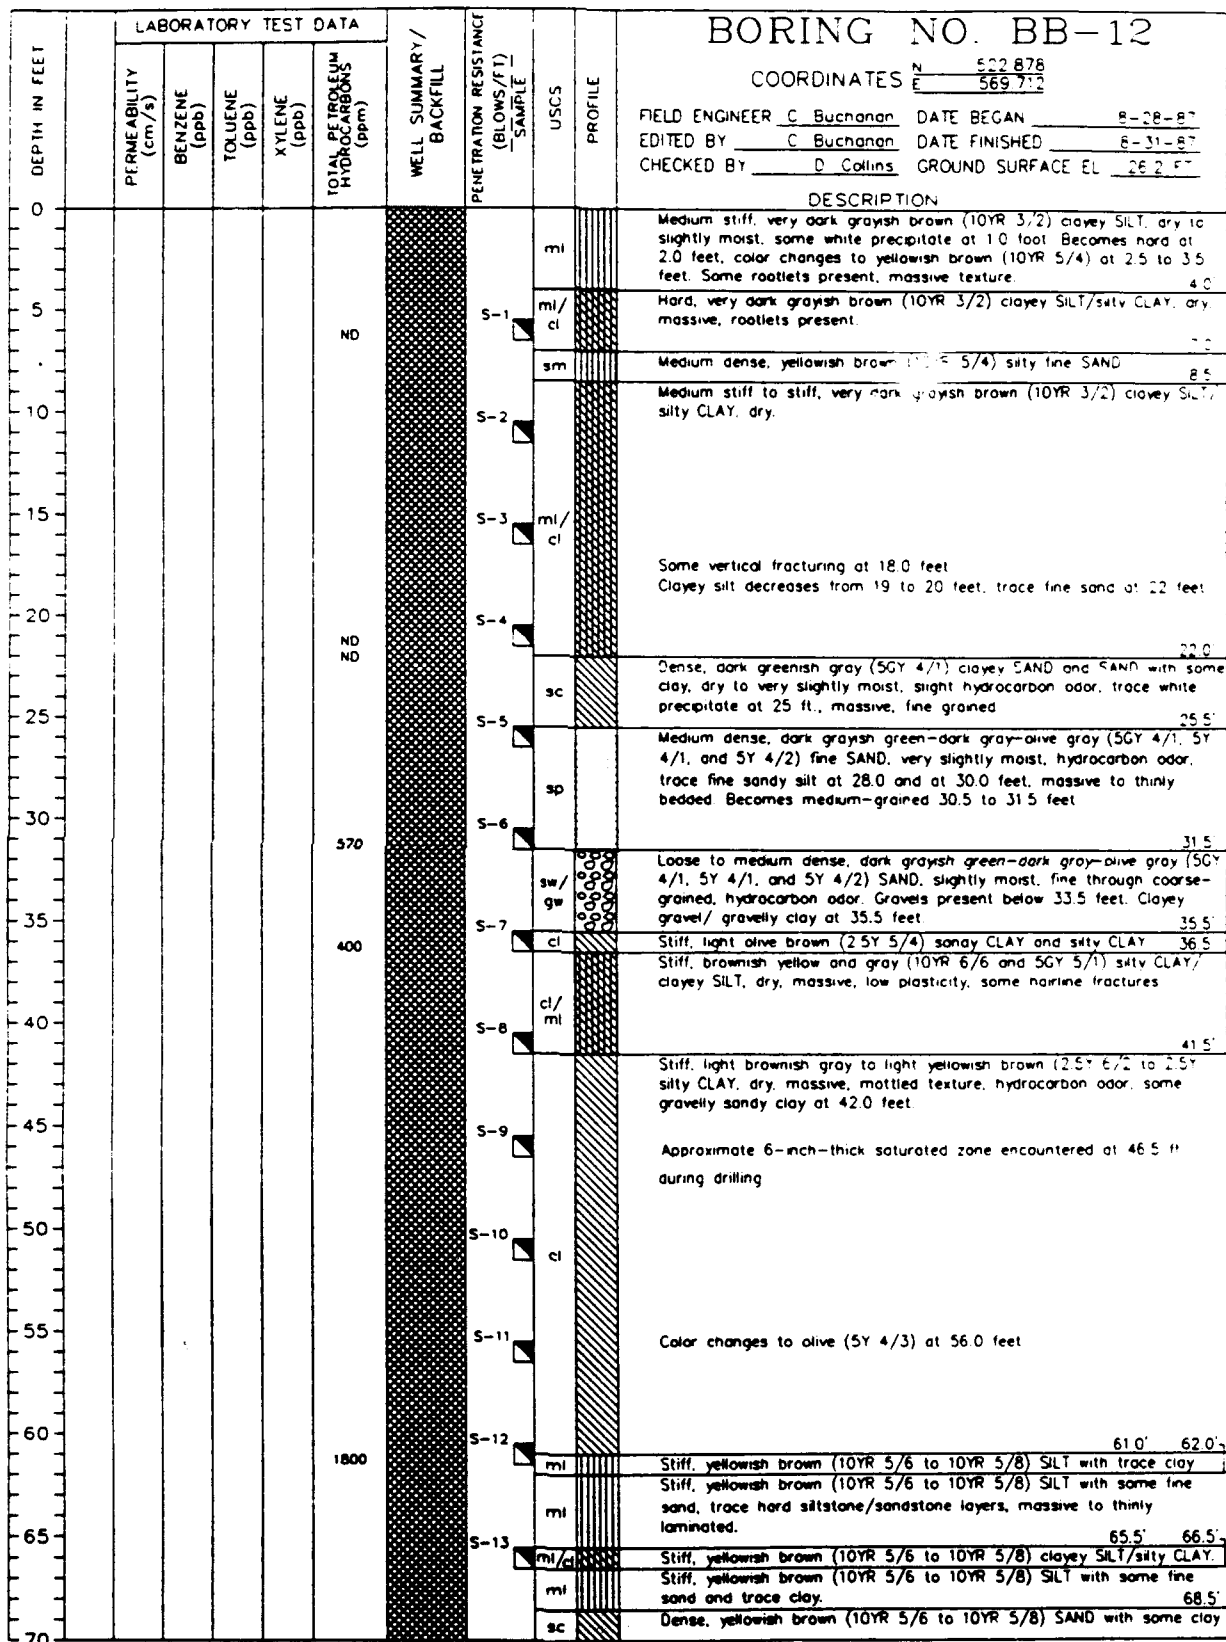 BORING NO. BB-12
COORDINATES N 522 878
E 569 712
FIELD ENGINEER C Buchanan DATE BEGAN 8-28-87
EDITED BY C Buchanan DATE FINISHED 8-31-87
CHECKED BY D Collins GROUND SURFACE EL 26.2 FT
LABORATORY TEST DATA
DEPTH IN FEET
PERMEABILITY (cm/s)
BENZENE (ppb)
TOLUENE (ppb)
XYLENE (ppb)
TOTAL PETROLEUM HYDROCARBONS (ppm)
WELL SUMMARY/ BACKFILL
PENETRATION RESISTANCE (BLOWS/FT) SAMPLE
USCS
PROFILE
DESCRIPTION
0
ml
Medium stiff, very dark grayish brown (10YR 3/2) clayey SILT, dry to
slightly moist, some white precipitate at 1.0 foot Becomes hard at
2.0 feet, color changes to yellowish brown (10YR 5/4) at 2.5 to 3.5
feet. Some rootlets present, massive texture. 4.0'
5
S-1
ml/
cl
ND
Hard, very dark grayish brown (10YR 3/2) clayey SILT/silty CLAY, dry,
massive, rootlets present.
sm
Medium dense, yellowish brown 5/4) silty fine SAND
8.5'
Medium stiff to stiff, very dark grayish brown (10YR 3/2) clayey SILT/
silty CLAY, dry.
10
S-2
15
S-3
ml/
cl
Some vertical fracturing at 18.0 feet
Clayey silt decreases from 19 to 20 feet, trace fine sand at 22 feet
20
S-4
ND
ND
22.0'
sc
Dense, dark greenish gray (5GY 4/1) clayey SAND and SAND with some
clay, dry to very slightly moist, slight hydrocarbon odor, trace white
precipitate at 25 ft., massive, fine grained
25.5'
25
S-5
sp
Medium dense, dark grayish green-dark gray-olive gray (5GY 4/1, 5Y
4/1, and 5Y 4/2) fine SAND, very slightly moist, hydrocarbon odor,
trace fine sandy silt at 28.0 and at 30.0 feet, massive to thinly
bedded. Becomes medium-grained 30.5 to 31.5 feet
30
S-6
570
31.5'
sw/
gw
Loose to medium dense, dark grayish green-dark gray-olive gray (5GY
4/1, 5Y 4/1, and 5Y 4/2) SAND, slightly moist, fine through coarse-
grained, hydrocarbon odor. Gravels present below 33.5 feet. Clayey
gravel/ gravelly clay at 35.5 feet. 35.5'
35
S-7
400
cl
Stiff, light olive brown (2.5Y 5/4) sandy CLAY and silty CLAY 36.5
Stiff, brownish yellow and gray (10YR 6/6 and 5GY 5/1) silty CLAY/
clayey SILT, dry, massive, low plasticity, some hairline fractures
cl/
ml
40
S-8
41.5'
Stiff, light brownish gray to light yellowish brown (2.5Y 6/2 to 2.5Y
silty CLAY, dry, massive, mottled texture, hydrocarbon odor, some
gravelly sandy clay at 42.0 feet.
45
S-9
Approximate 6-inch-thick saturated zone encountered at 46.5 ft
during drilling
50
S-10
cl
55
S-11
Color changes to olive (5Y 4/3) at 56.0 feet
60
S-12
1800
61.0' 62.0'
ml
Stiff, yellowish brown (10YR 5/6 to 10YR 5/8) SILT with trace clay
ml
Stiff, yellowish brown (10YR 5/6 to 10YR 5/8) SILT with some fine
sand, trace hard siltstone/sandstone layers, massive to thinly
laminated.
65.5' 66.5'
65
S-13
ml/cl
Stiff, yellowish brown (10YR 5/6 to 10YR 5/8) clayey SILT/silty CLAY.
ml
Stiff, yellowish brown (10YR 5/6 to 10YR 5/8) SILT with some fine
sand and trace clay. 68.5'
sc
Dense, yellowish brown (10YR 5/6 to 10YR 5/8) SAND with some clay
70